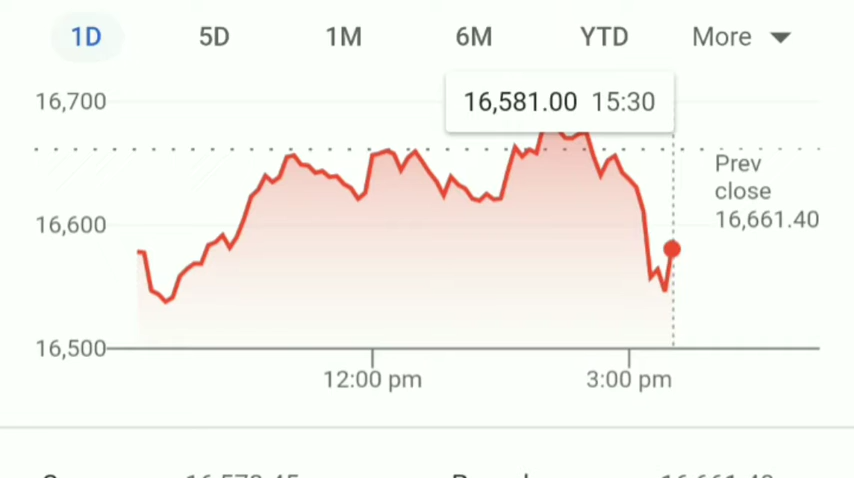 1D 5D 1M 6M YTD More
16,700
16,581.00 15:30
Prev
close
16,661.40
16,600
16,500
12:00 pm 3:00 pm